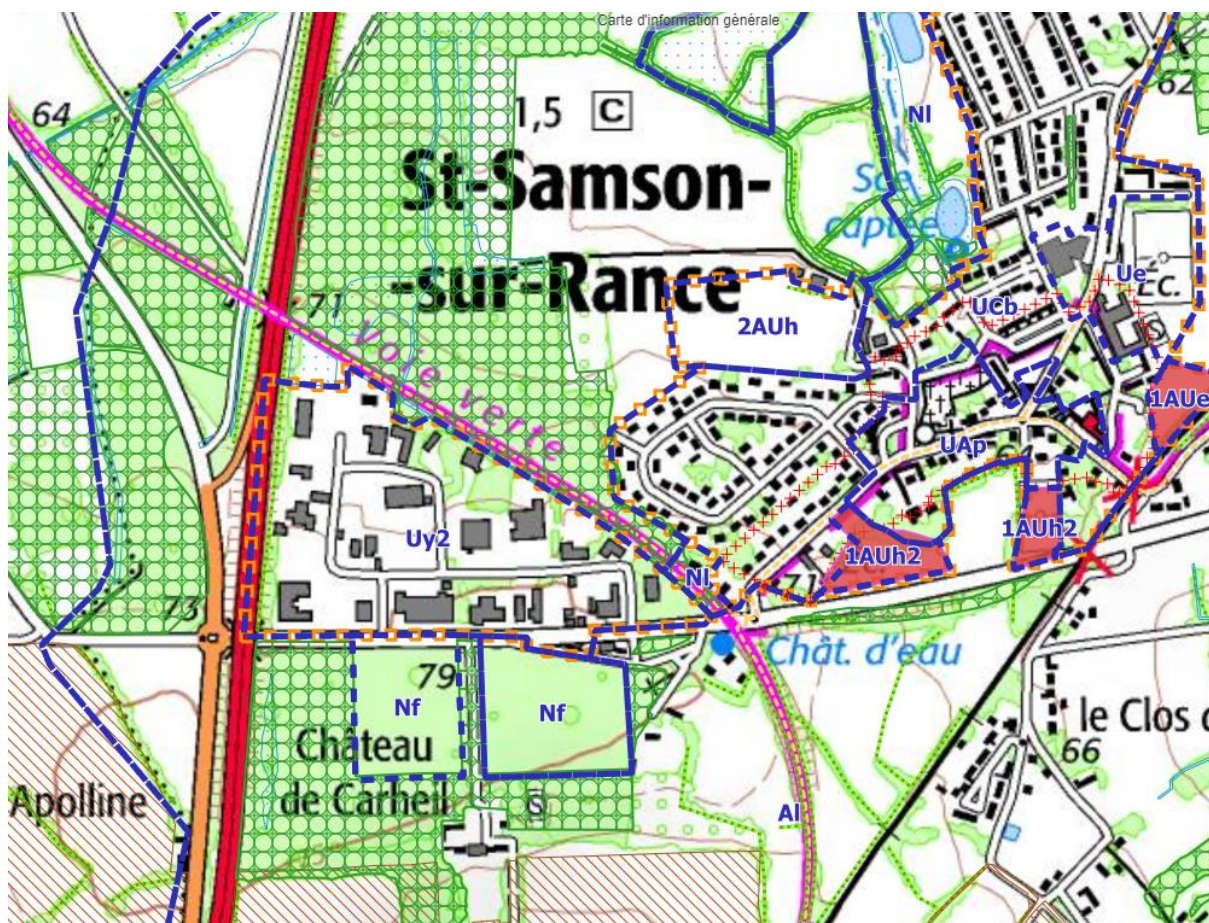 Carte d'information générale
64
1,5 C
62
Nl
St-Samson-
-sur-Rance
Sce
captée
Ue
Éc.
71
2AUh
UCb
Voie verte
1AUe
UAp
Uy2
1AUh2
1AUh2
Nl
71
73
Chât. d'eau
79
Nf
Nf
le Clos d
Château
de Carheil
66
Apolline
S
Al